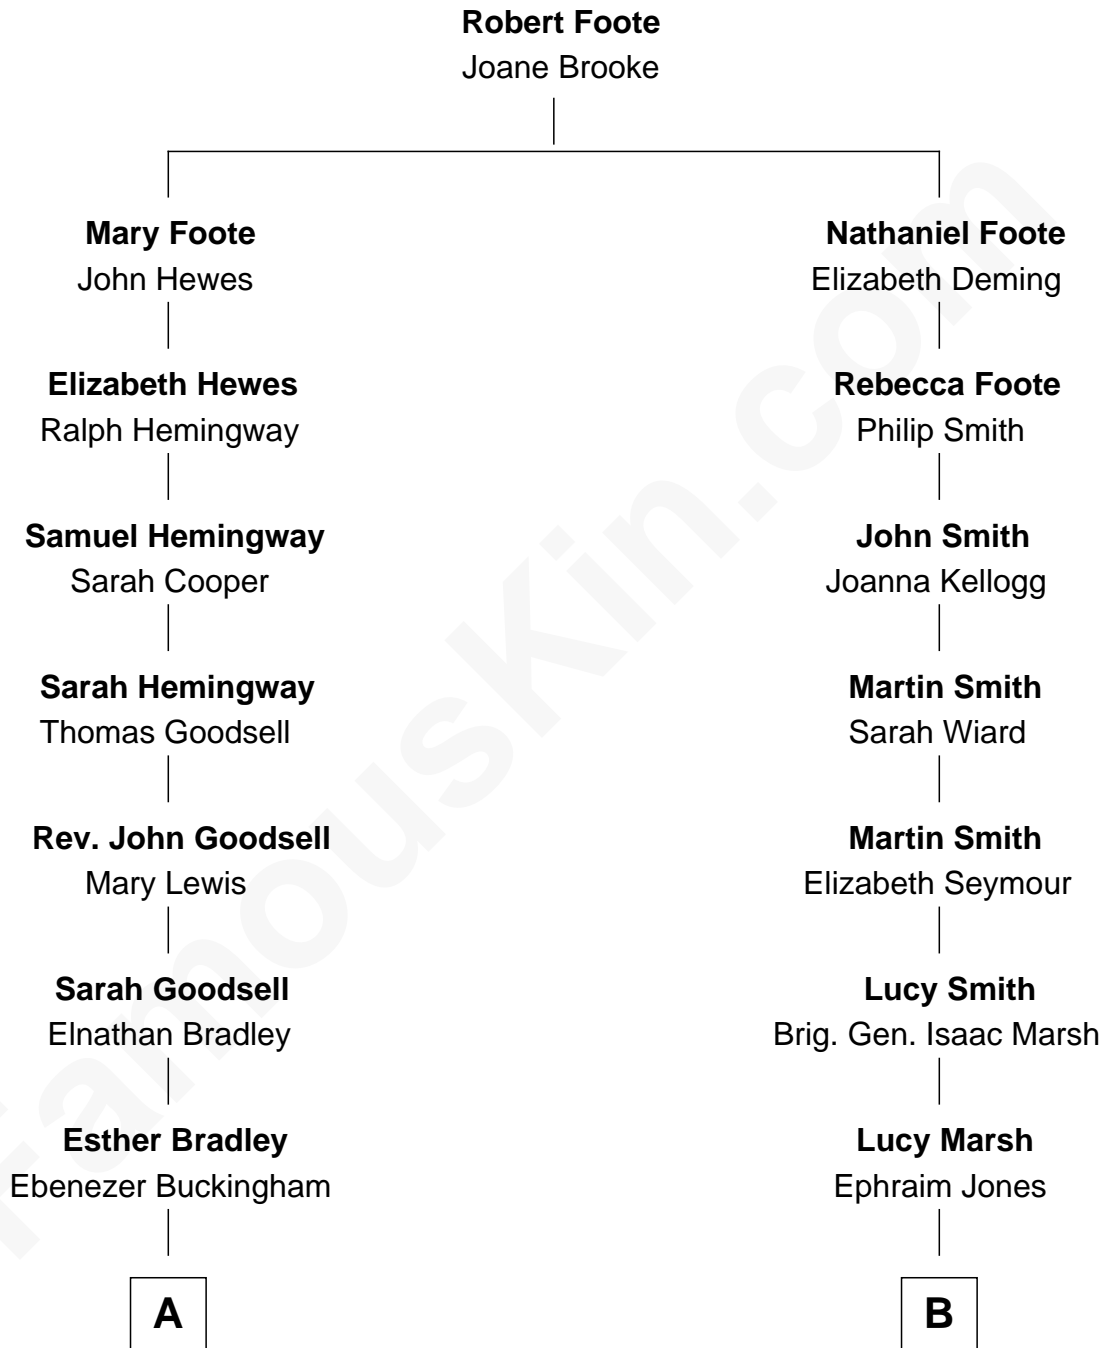 Robert Foote
Joane Brooke
Mary Foote
John Hewes
Nathaniel Foote
Elizabeth Deming
Elizabeth Hewes
Ralph Hemingway
Rebecca Foote
Philip Smith
Samuel Hemingway
Sarah Cooper
John Smith
Joanna Kellogg
Sarah Hemingway
Thomas Goodsell
Martin Smith
Sarah Wiard
Rev. John Goodsell
Mary Lewis
Martin Smith
Elizabeth Seymour
Sarah Goodsell
Elnathan Bradley
Lucy Smith
Brig. Gen. Isaac Marsh
Esther Bradley
Ebenezer Buckingham
Lucy Marsh
Ephraim Jones
A
B
FamousKin.com